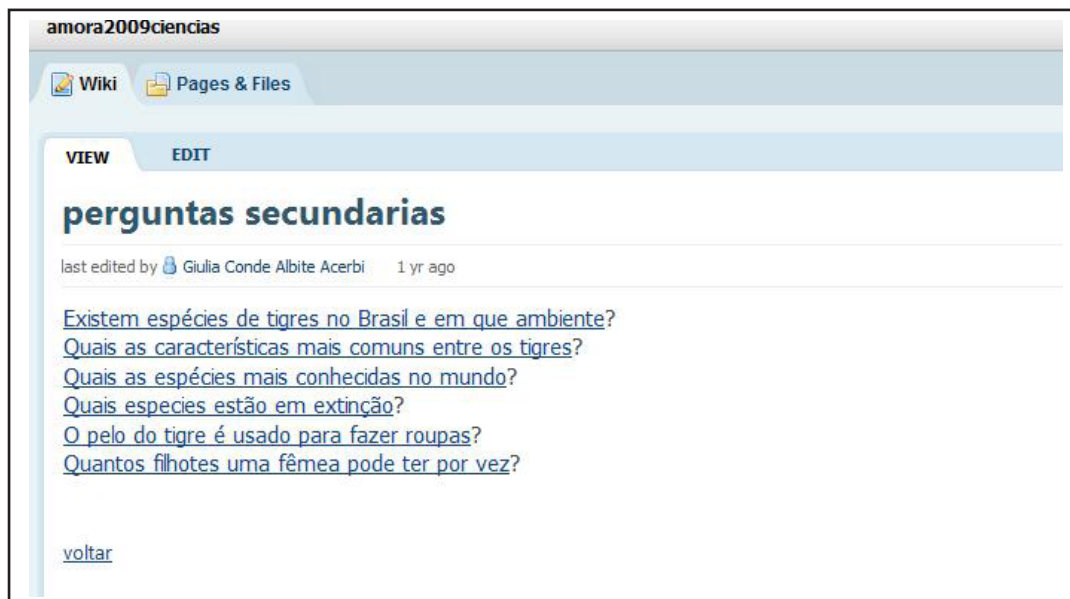 amora2009ciencias
Wiki Pages & Files
VIEW EDIT
perguntas secundarias
last edited by Giulia Conde Albite Acerbi 1 yr ago
Existem espécies de tigres no Brasil e em que ambiente?
Quais as características mais comuns entre os tigres?
Quais as espécies mais conhecidas no mundo?
Quais especies estão em extinção?
O pelo do tigre é usado para fazer roupas?
Quantos filhotes uma fêmea pode ter por vez?
voltar